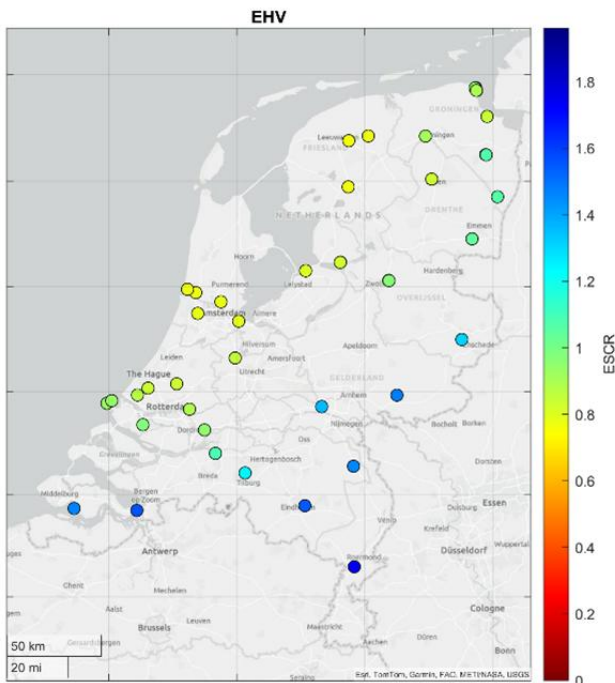 EHV
GRONINGEN
Leeuwarden
FRIESLAND
NETHERLANDS
DRENTHE
Emmen
Hoorn
Hardenberg
Lelystad
Purmerend
OVERIJSSEL
Amsterdam
Almere
Enschede
Hilversum
Leiden
Amersfoort
Apeldoorn
Utrecht
The Hague
GELDERLAND
Arnhem
Rotterdam
Nijmegen
Bocholt
Borken
Oss
Dorsten
Hertogenbosch
Breda
Tilburg
Middelburg
Bergen
op Zoom
Essen
Eindhoven
Duisburg
Venlo
Krefeld
Wuppertal
Antwerp
Düsseldorf
Ghent
Mechelen
Roermond
Aalst
Leuven
Cologne
Brussels
Maastricht
Aachen
Düren
Bonn
50 km
20 mi
Esri, TomTom, Garmin, FAO, METI/NASA, USGS
1.8
1.6
1.4
1.2
1
0.8
0.6
0.4
0.2
0
ESCR